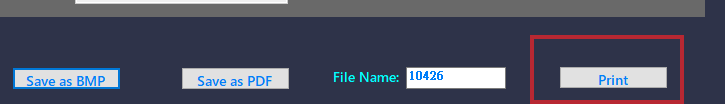 Save as BMP
Save as PDF
File Name: 10426
Print